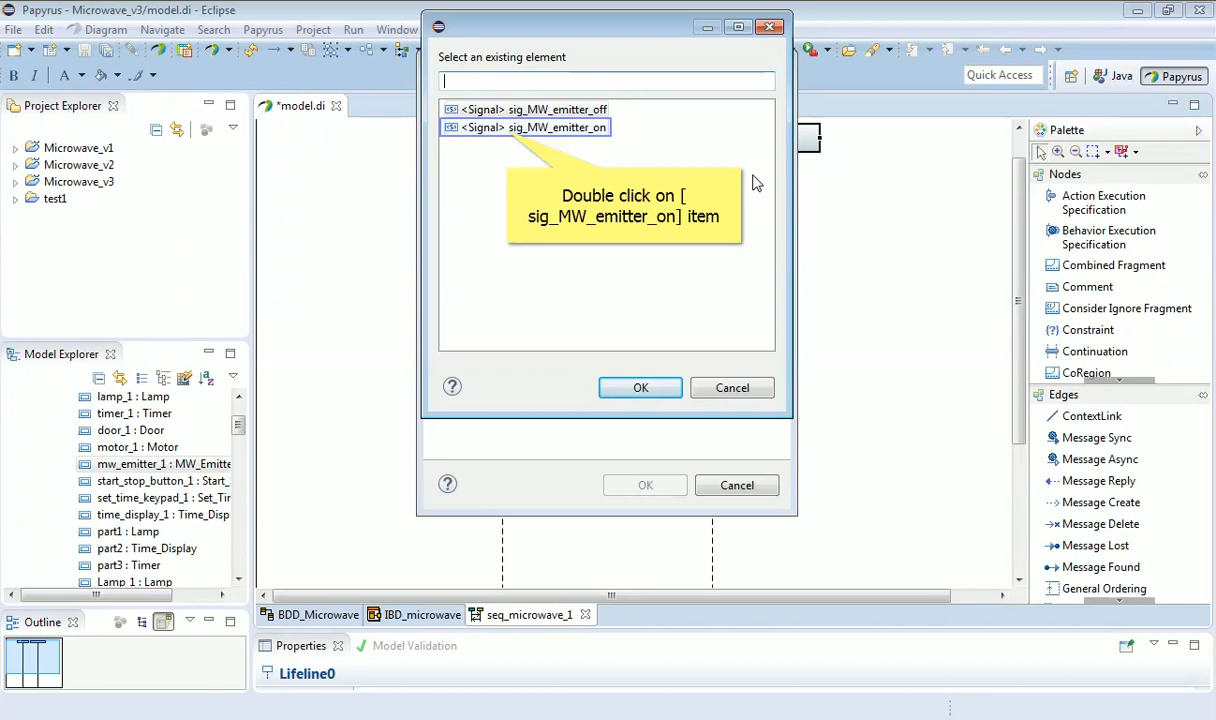 Papyrus - Microwave_v3/model.di - Eclipse
File Edit Diagram Navigate Search Papyrus Project Run Window
B I A
Quick Access
Java
Papyrus
Project Explorer
Microwave_v1
Microwave_v2
Microwave_v3
test1
Model Explorer
lamp_1 : Lamp
timer_1 : Timer
door_1 : Door
motor_1 : Motor
mw_emitter_1 : MW_Emitte
start_stop_button_1 : Start_
set_time_keypad_1 : Set_Tir
time_display_1 : Time_Disp
part1 : Lamp
part2 : Time_Display
part3 : Timer
Lamp_1 : Lamp
Outline
*model.di
Select an existing element
<Signal> sig_MW_emitter_off
<Signal> sig_MW_emitter_on
Double click on [
sig_MW_emitter_on] item
OK
Cancel
OK
Cancel
BDD_Microwave
IBD_microwave
seq_microwave_1
Properties
Model Validation
Lifeline0
Palette
Nodes
Action Execution
Specification
Behavior Execution
Specification
Combined Fragment
Comment
Consider Ignore Fragment
Constraint
Continuation
CoRegion
Edges
ContextLink
Message Sync
Message Async
Message Reply
Message Create
Message Delete
Message Lost
Message Found
General Ordering